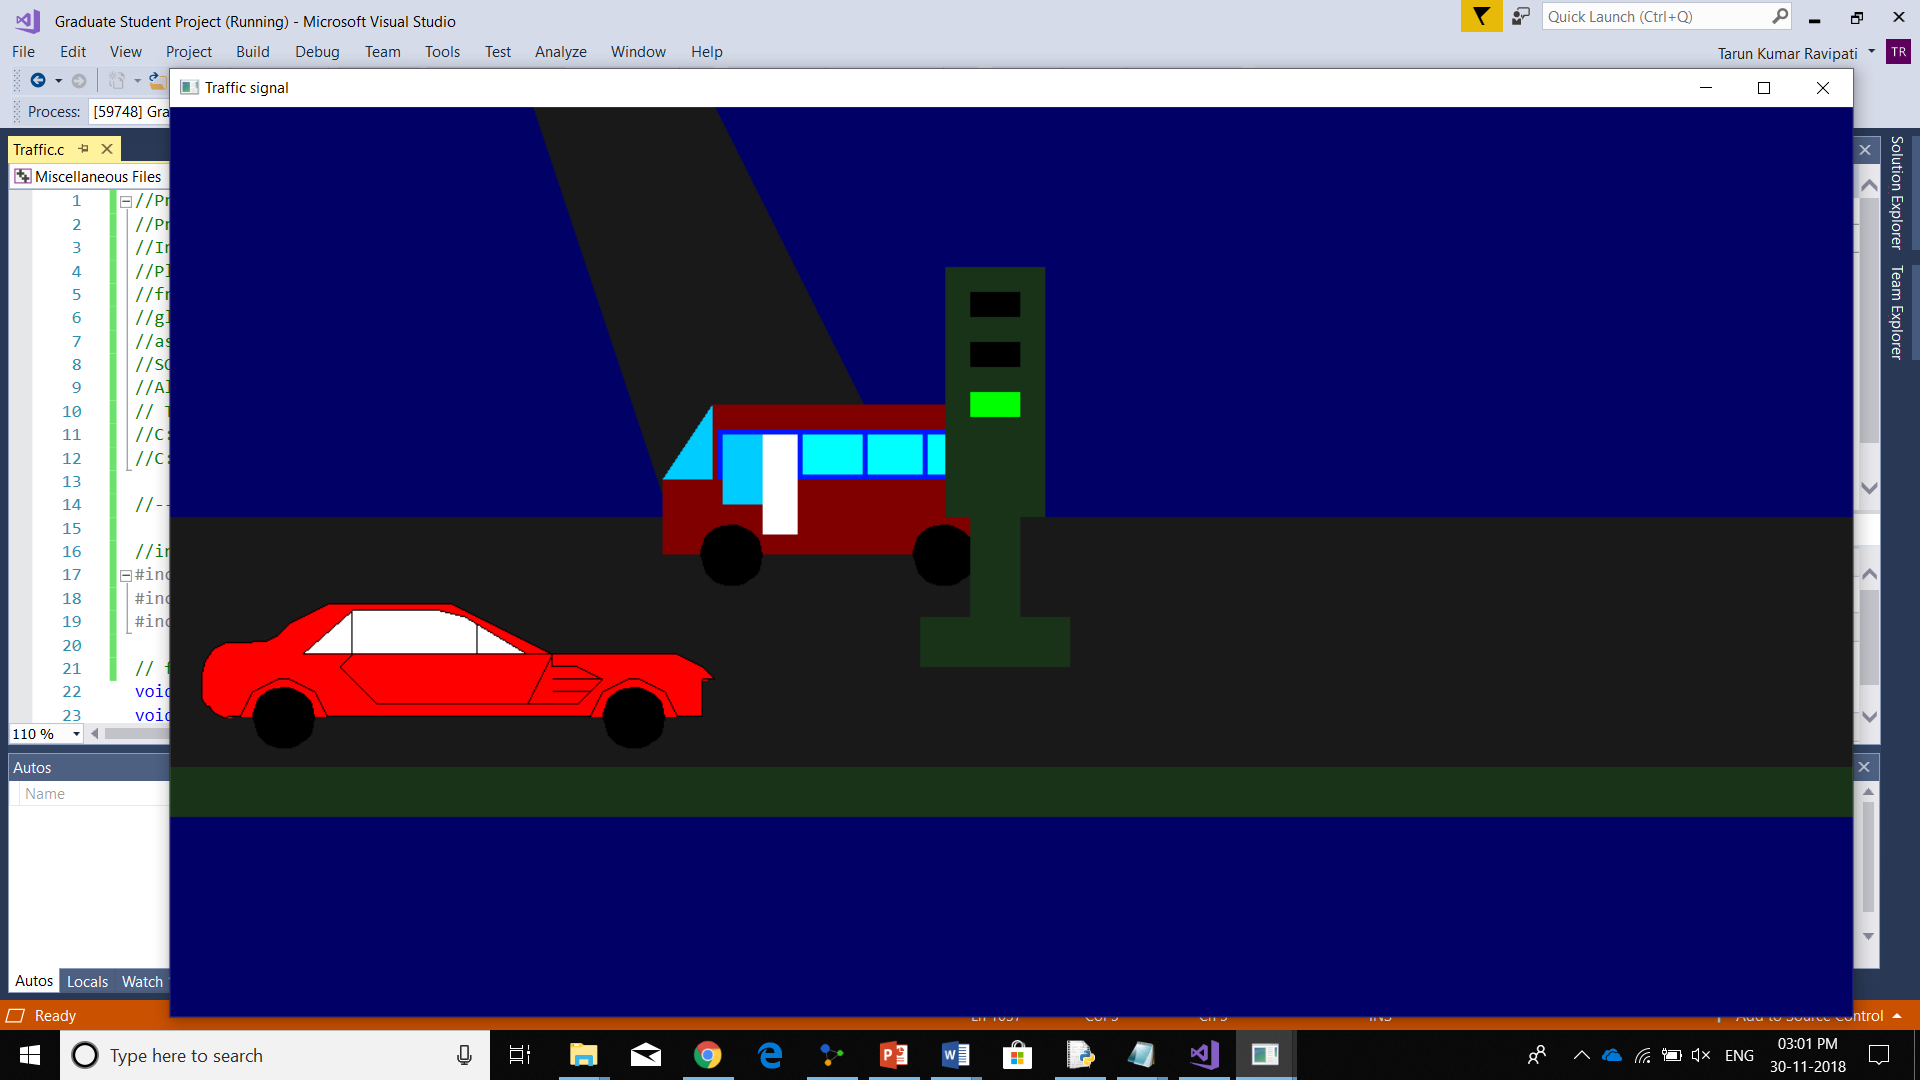 Graduate Student Project (Running) - Microsoft Visual Studio
Quick Launch (Ctrl+Q)
File Edit View Project Build Debug Team Tools Test Analyze Window Help
Tarun Kumar Ravipati TR
Traffic signal
Process: [59748] Gra
Traffic.c
Miscellaneous Files
Solution Explorer
Team Explorer
1 //Pr
2 //Pr
3 //In
4 //Pl
5 //fr
6 //gl
7 //as
8 //SO
9 //Al
10 // T
11 //C:
12 //C:
13
14 //--
15
16 //in
17 #inc
18 #inc
19 #inc
20
21 // f
22 void
23 void
110 %
Autos
Name
Autos Locals Watch
Ready
Add to Source Control
Type here to search
ENG
03:01 PM
30-11-2018